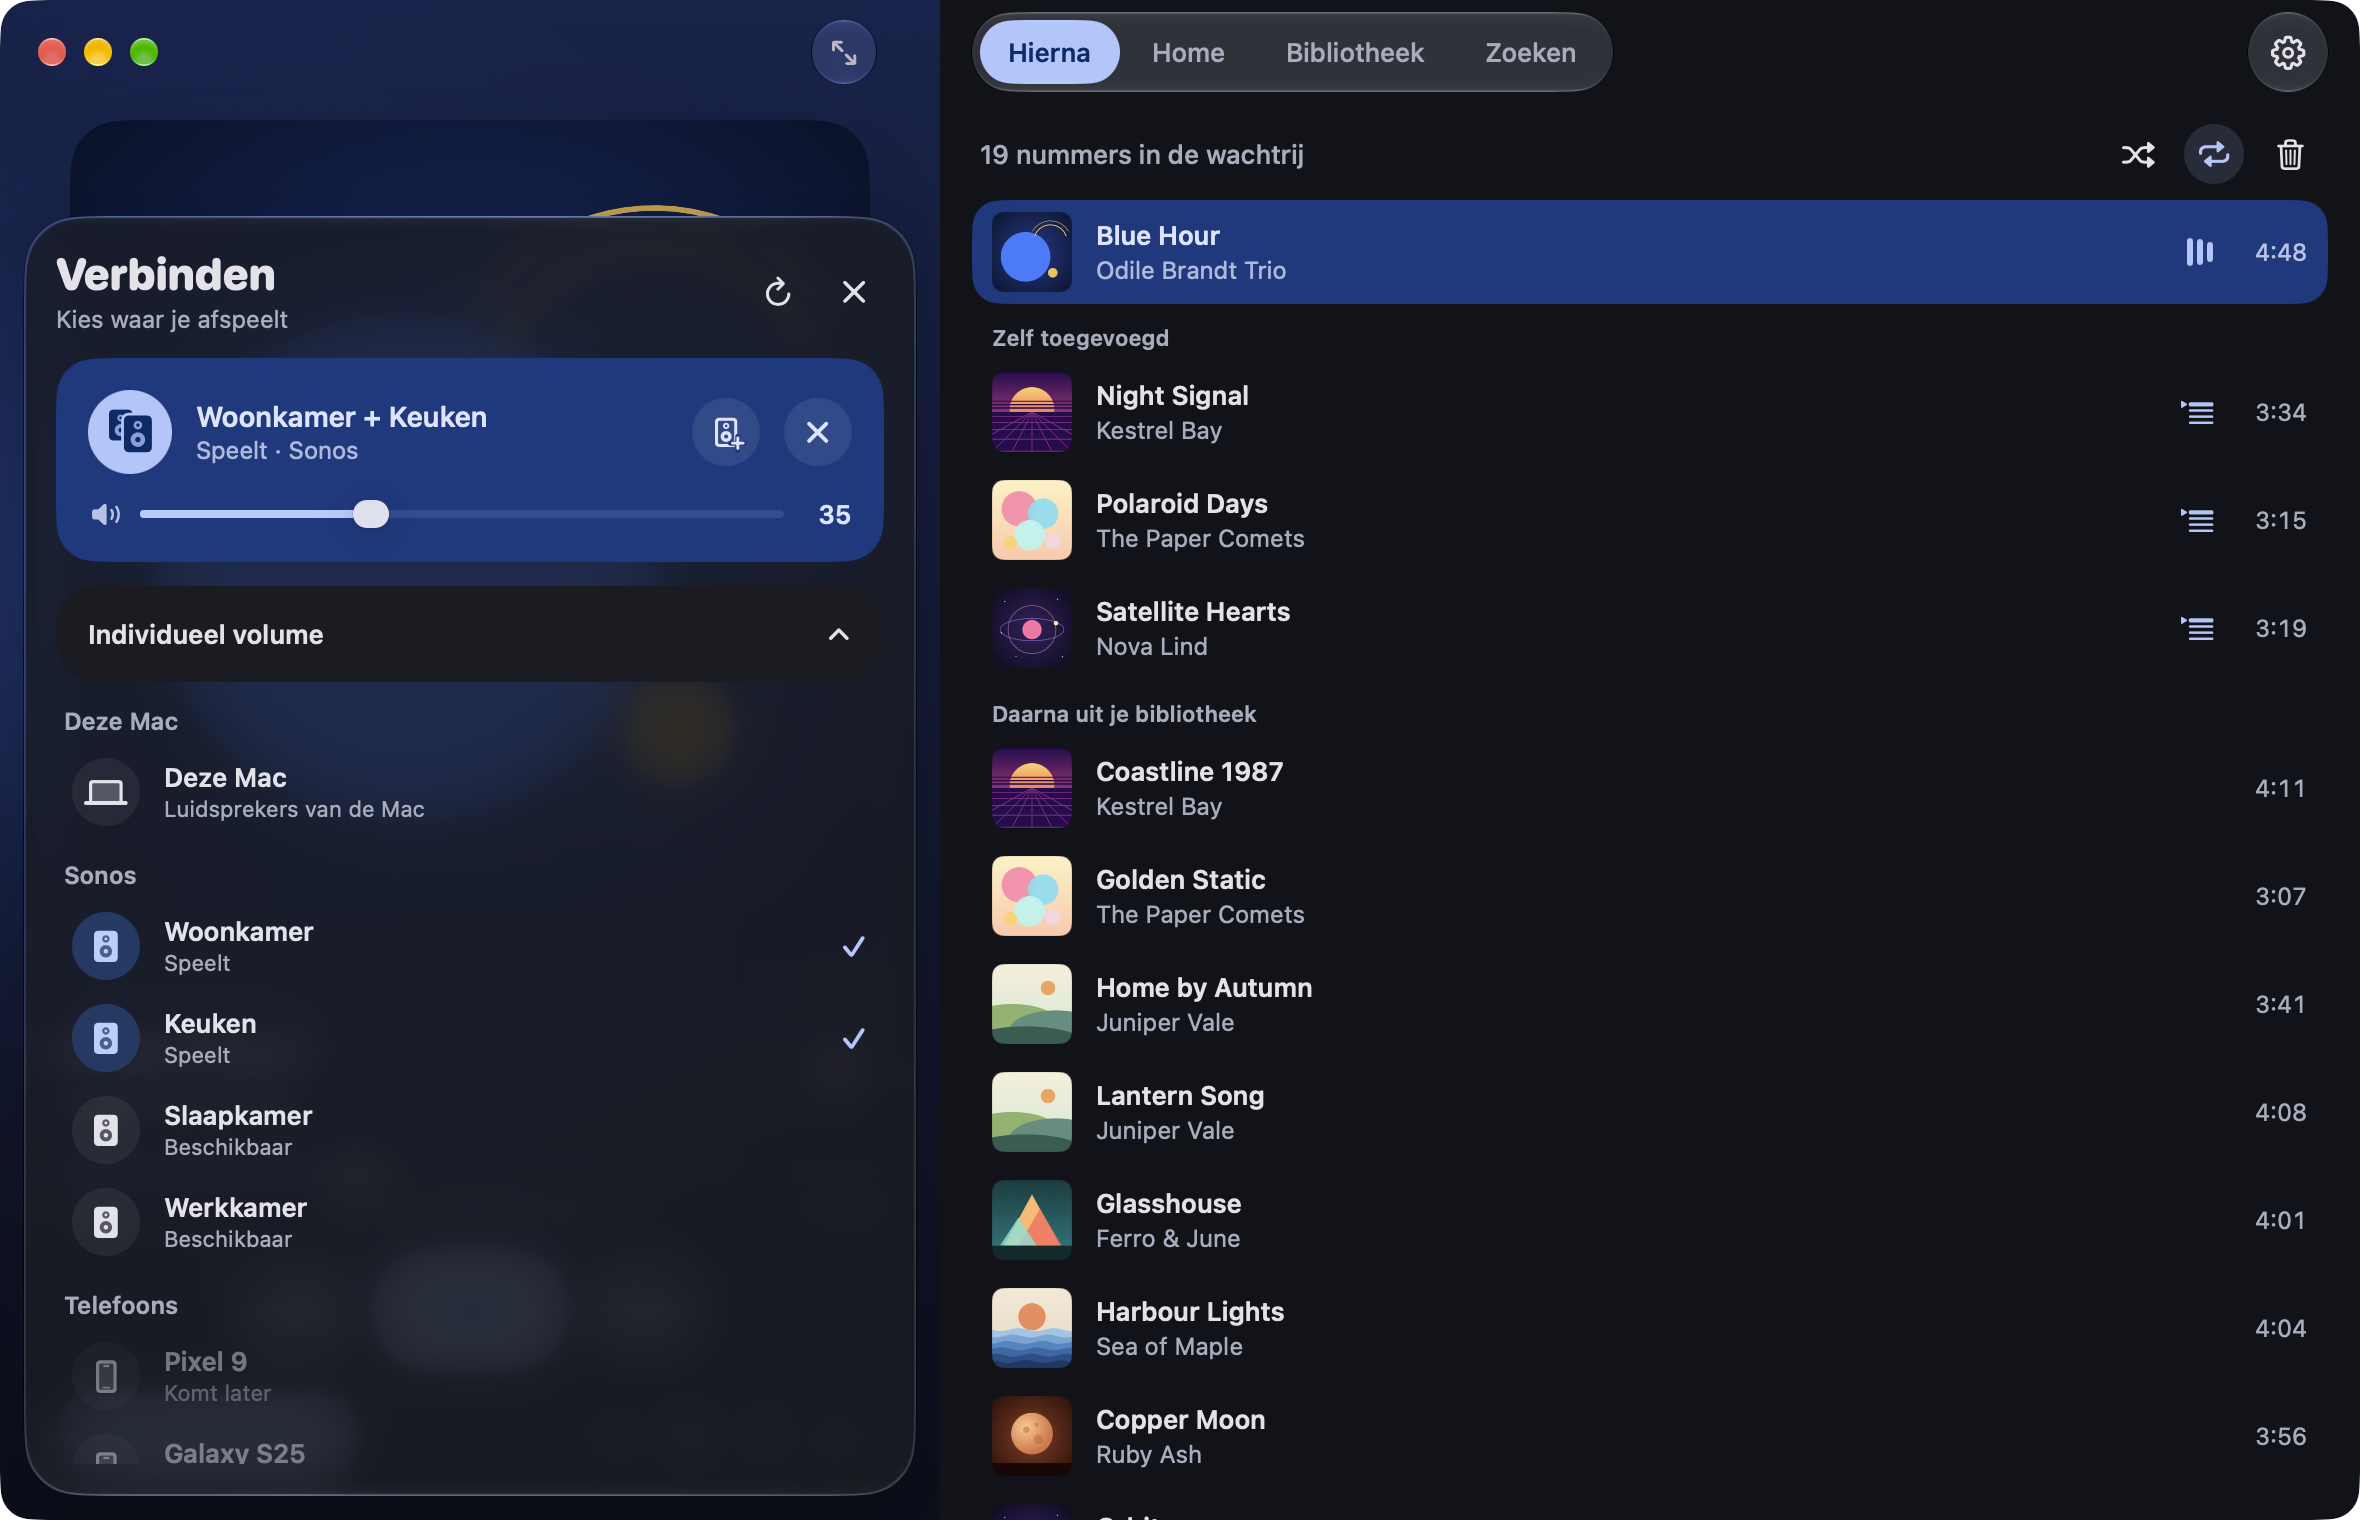 Hierna
Home
Bibliotheek
Zoeken
Verbinden
Kies waar je afspeelt
Woonkamer + Keuken
Speelt · Sonos
35
Individueel volume
Deze Mac
Deze Mac
Luidsprekers van de Mac
Sonos
Woonkamer
Speelt
Keuken
Speelt
Slaapkamer
Beschikbaar
Werkkamer
Beschikbaar
Telefoons
Pixel 9
Komt later
Galaxy S25
19 nummers in de wachtrij
Blue Hour
Odile Brandt Trio
4:48
Zelf toegevoegd
Night Signal
Kestrel Bay
3:34
Polaroid Days
The Paper Comets
3:15
Satellite Hearts
Nova Lind
3:19
Daarna uit je bibliotheek
Coastline 1987
Kestrel Bay
4:11
Golden Static
The Paper Comets
3:07
Home by Autumn
Juniper Vale
3:41
Lantern Song
Juniper Vale
4:08
Glasshouse
Ferro & June
4:01
Harbour Lights
Sea of Maple
4:04
Copper Moon
Ruby Ash
3:56